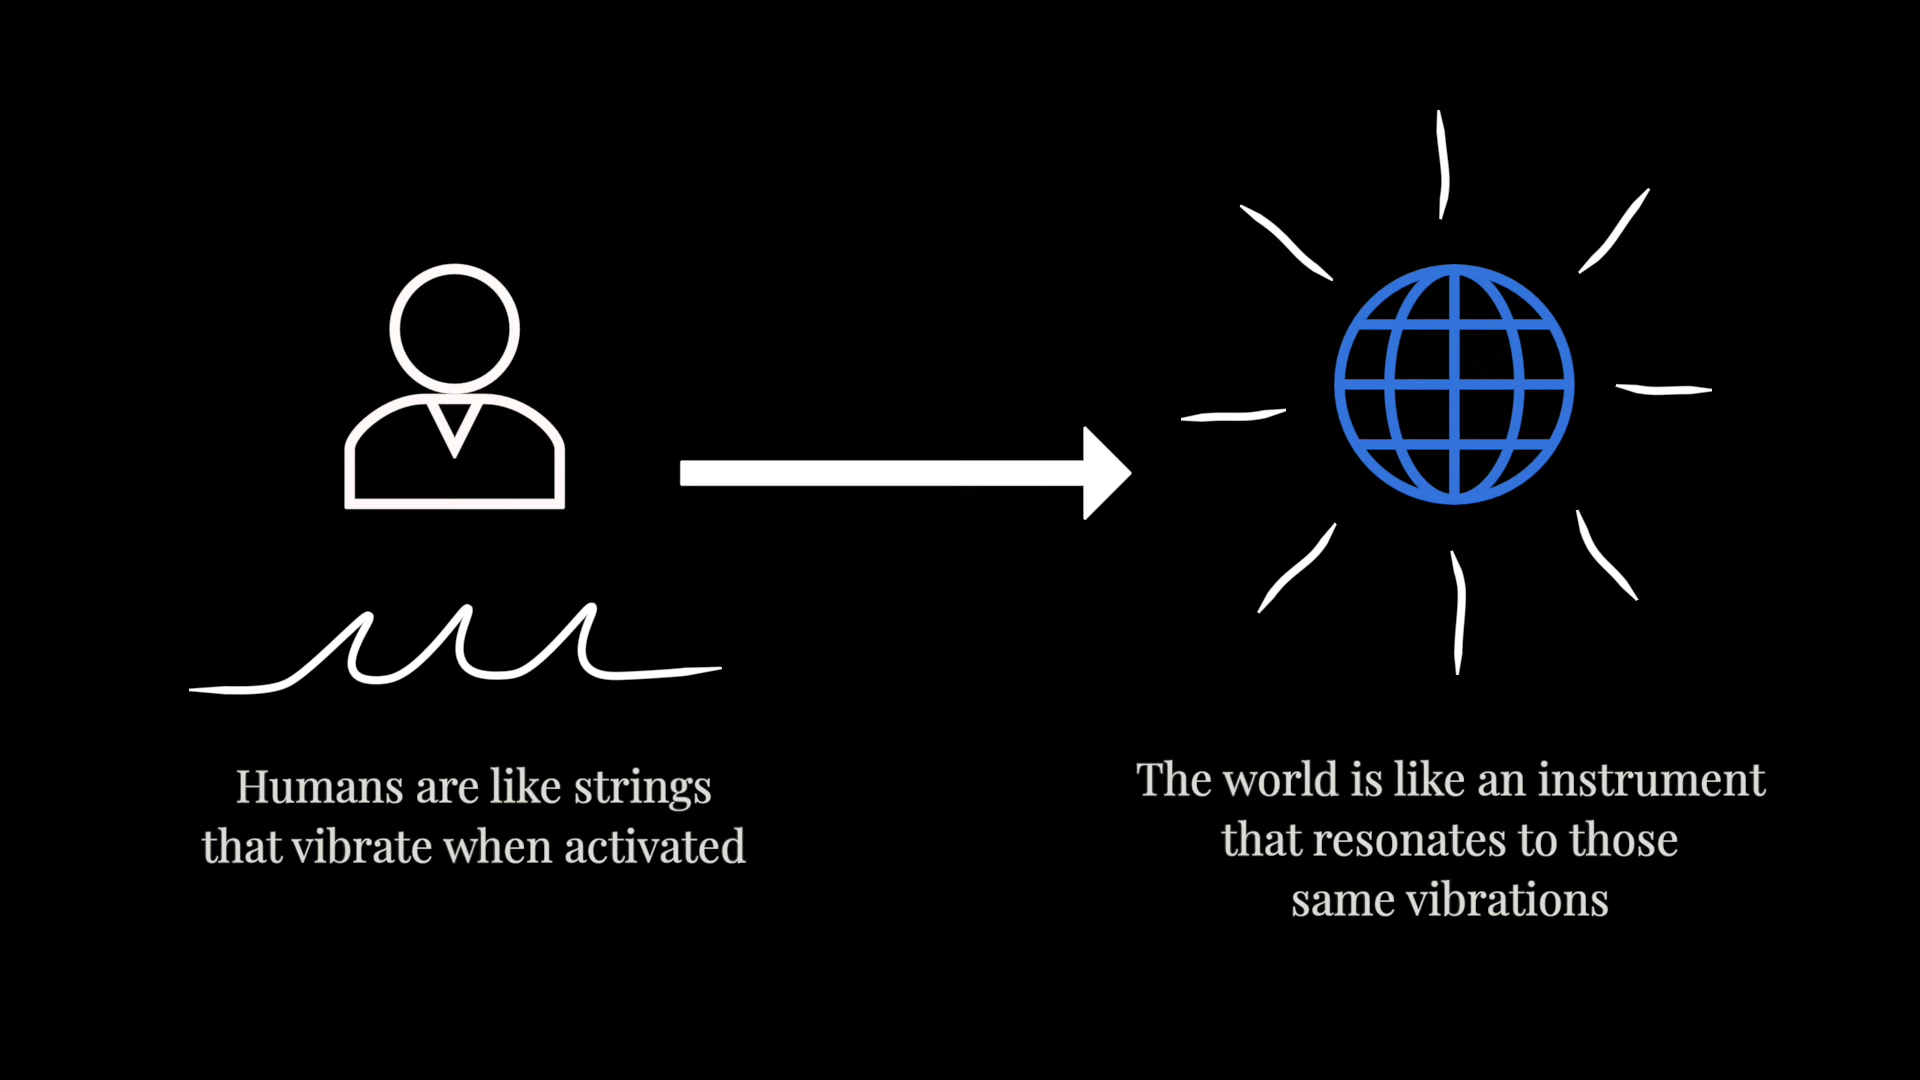 Humans are like strings
that vibrate when activated
The world is like an instrument
that resonates to those
same vibrations